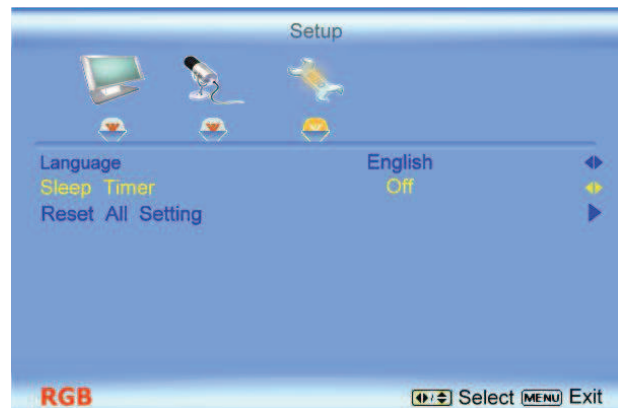 Setup
Language English
Sleep Timer Off
Reset All Setting
RGB Select MENU Exit